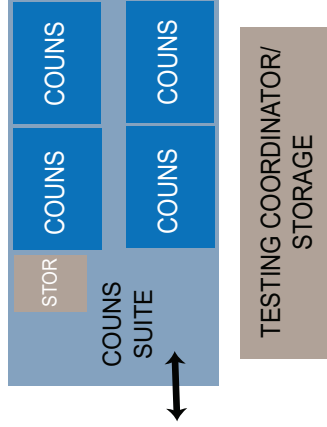 COUNS
COUNS
COUNS
COUNS
STOR
COUNS
SUITE
TESTING COORDINATOR/
STORAGE